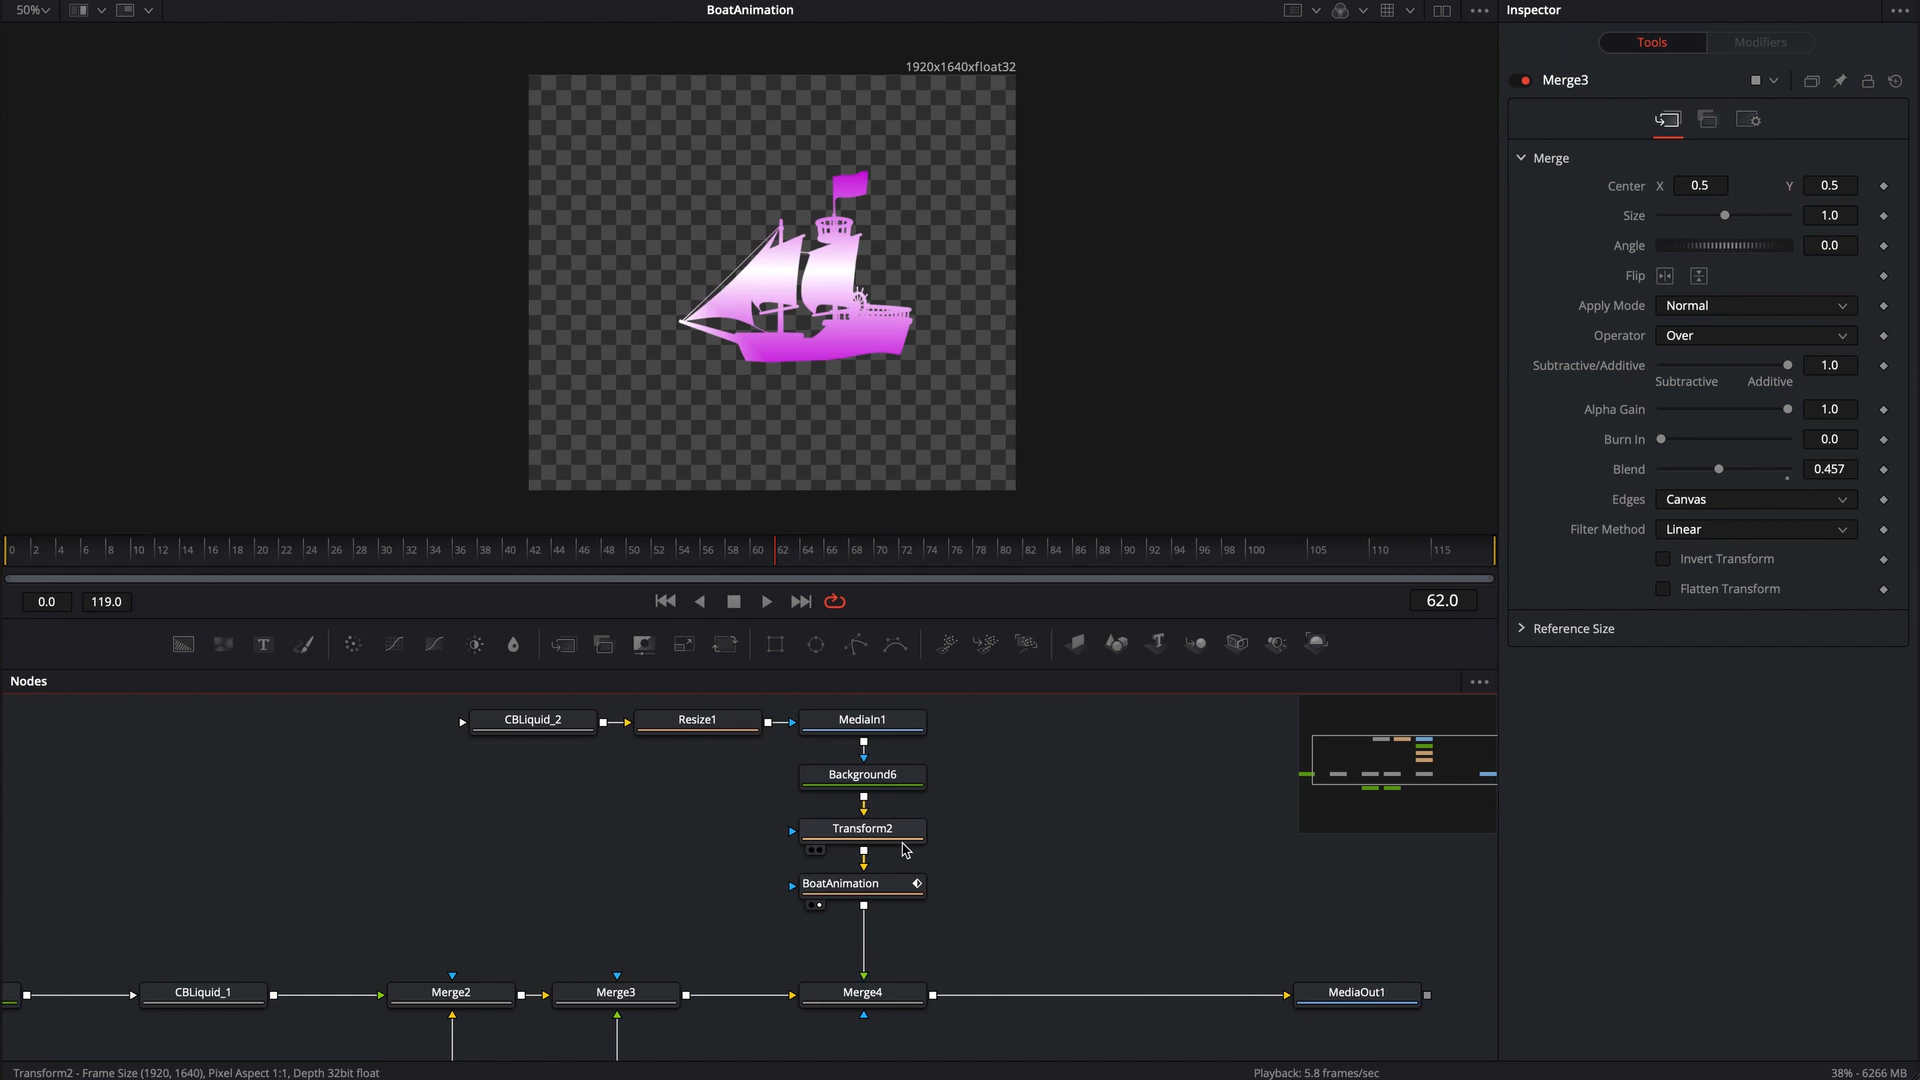 50%
BoatAnimation
Inspector
Tools
Modifiers
1920x1640xfloat32
Merge3
Merge
Center X 0.5 Y 0.5
Size 1.0
Angle 0.0
Flip
Apply Mode Normal
Operator Over
Subtractive/Additive 1.0
Subtractive Additive
Alpha Gain 1.0
Burn In 0.0
Blend 0.457
Edges Canvas
Filter Method Linear
Invert Transform
Flatten Transform
Reference Size
0 2 4 6 8 10 12 14 16 18 20 22 24 26 28 30 32 34 36 38 40 42 44 46 48 50 52 54 56 58 60 62 64 66 68 70 72 74 76 78 80 82 84 86 88 90 92 94 96 98 100 105 110 115
0.0 119.0 62.0
Nodes
CBLiquid_2 Resize1 MediaIn1
Background6
Transform2
BoatAnimation
CBLiquid_1 Merge2 Merge3 Merge4 MediaOut1
Transform2 - Frame Size (1920, 1640), Pixel Aspect 1:1, Depth 32bit float
Playback: 5.8 frames/sec
38% - 6266 MB